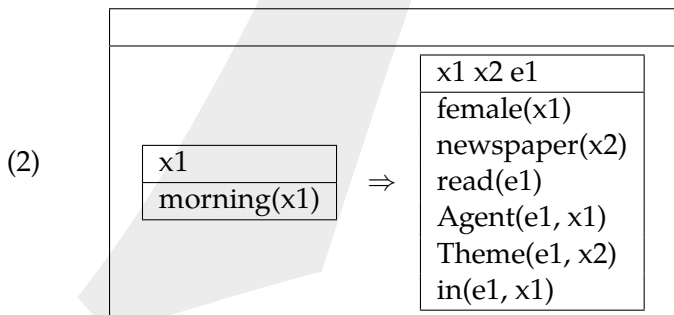 (2)
x1
morning(x1)
⇒
x1 x2 e1
female(x1)
newspaper(x2)
read(e1)
Agent(e1, x1)
Theme(e1, x2)
in(e1, x1)